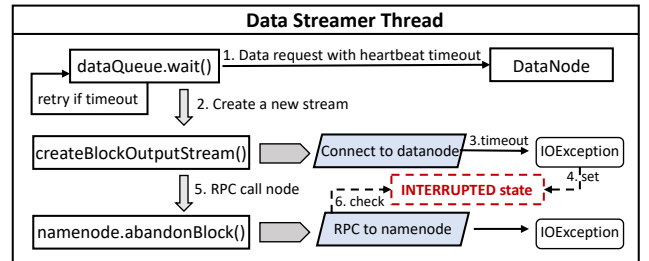 Data Streamer Thread
dataQueue.wait()
1. Data request with heartbeat timeout
DataNode
retry if timeout
2. Create a new stream
createBlockOutputStream()
Connect to datanode
3.timeout
IOException
4. set
5. RPC call node
INTERRUPTED state
6. check
namenode.abandonBlock()
RPC to namenode
IOException